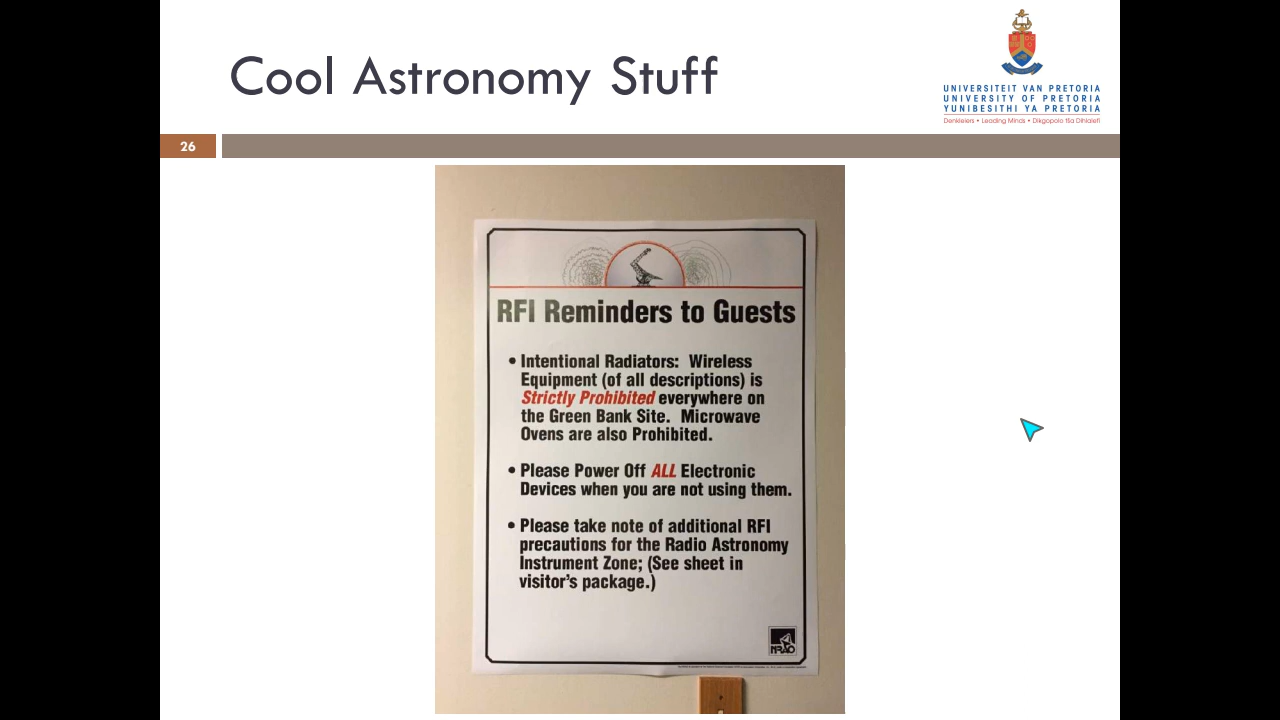 Cool Astronomy Stuff
UNIVERSITEIT VAN PRETORIA
UNIVERSITY OF PRETORIA
YUNIBESITHI YA PRETORIA
Denkleiers • Leading Minds • Dikgopolo tša Dihlalefi
26
RFI Reminders to Guests
• Intentional Radiators: Wireless
Equipment (of all descriptions) is
Strictly Prohibited everywhere on
the Green Bank Site. Microwave
Ovens are also Prohibited.
• Please Power Off ALL Electronic
Devices when you are not using them.
• Please take note of additional RFI
precautions for the Radio Astronomy
Instrument Zone; (See sheet in
visitor's package.)
NRAO